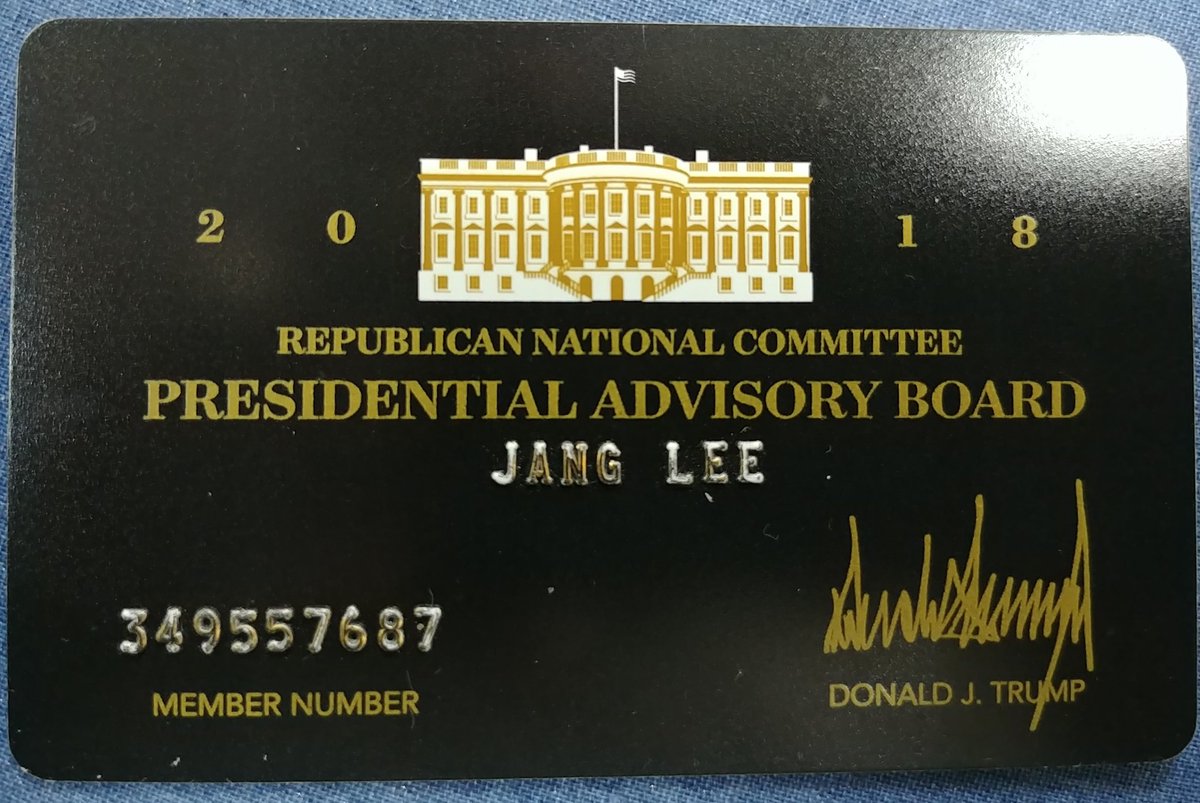 2 0 1 8
REPUBLICAN NATIONAL COMMITTEE
PRESIDENTIAL ADVISORY BOARD
JANG LEE
349557687
MEMBER NUMBER
DONALD J. TRUMP